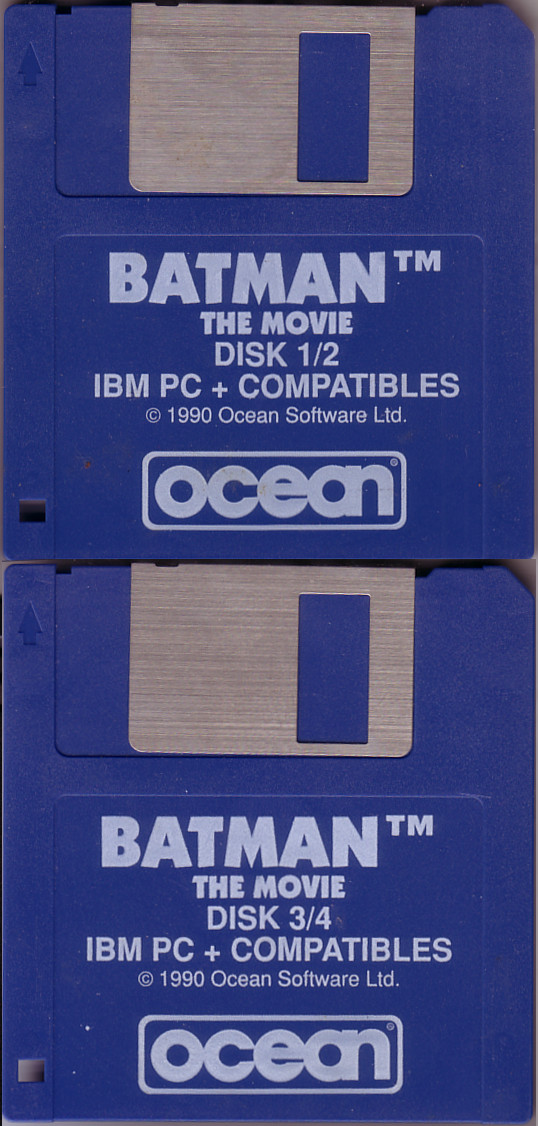 BATMAN™
THE MOVIE
DISK 1/2
IBM PC + COMPATIBLES
© 1990 Ocean Software Ltd.
ocean®
BATMAN™
THE MOVIE
DISK 3/4
IBM PC + COMPATIBLES
© 1990 Ocean Software Ltd.
ocean®